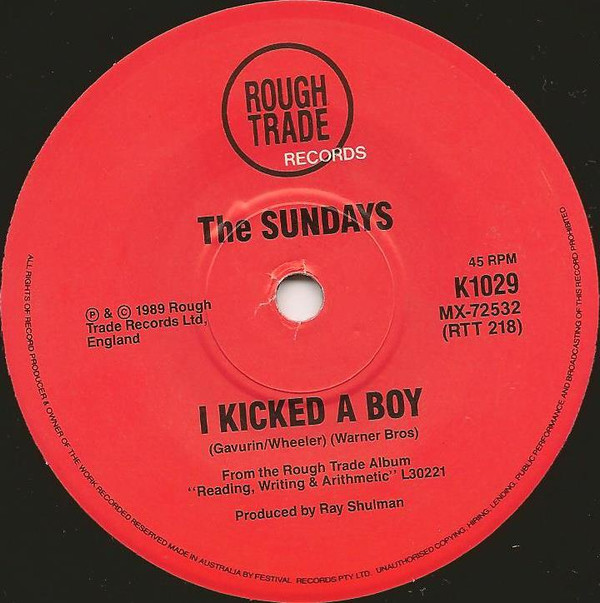 ROUGH
TRADE
RECORDS
The SUNDAYS
45 RPM
K1029
MX-72532
(RTT 218)
Ⓟ & © 1989 Rough
Trade Records Ltd,
England
I KICKED A BOY
(Gavurin/Wheeler) (Warner Bros)
From the Rough Trade Album
"Reading, Writing & Arithmetic" L30221
Produced by Ray Shulman
ALL RIGHTS OF RECORD PRODUCER & OWNER OF THE WORK RECORDED RESERVED MADE IN AUSTRALIA BY FESTIVAL RECORDS PTY LTD. UNAUTHORISED COPYING, HIRING, LENDING, PUBLIC PERFORMANCE AND BROADCASTING OF THIS RECORD PROHIBITED